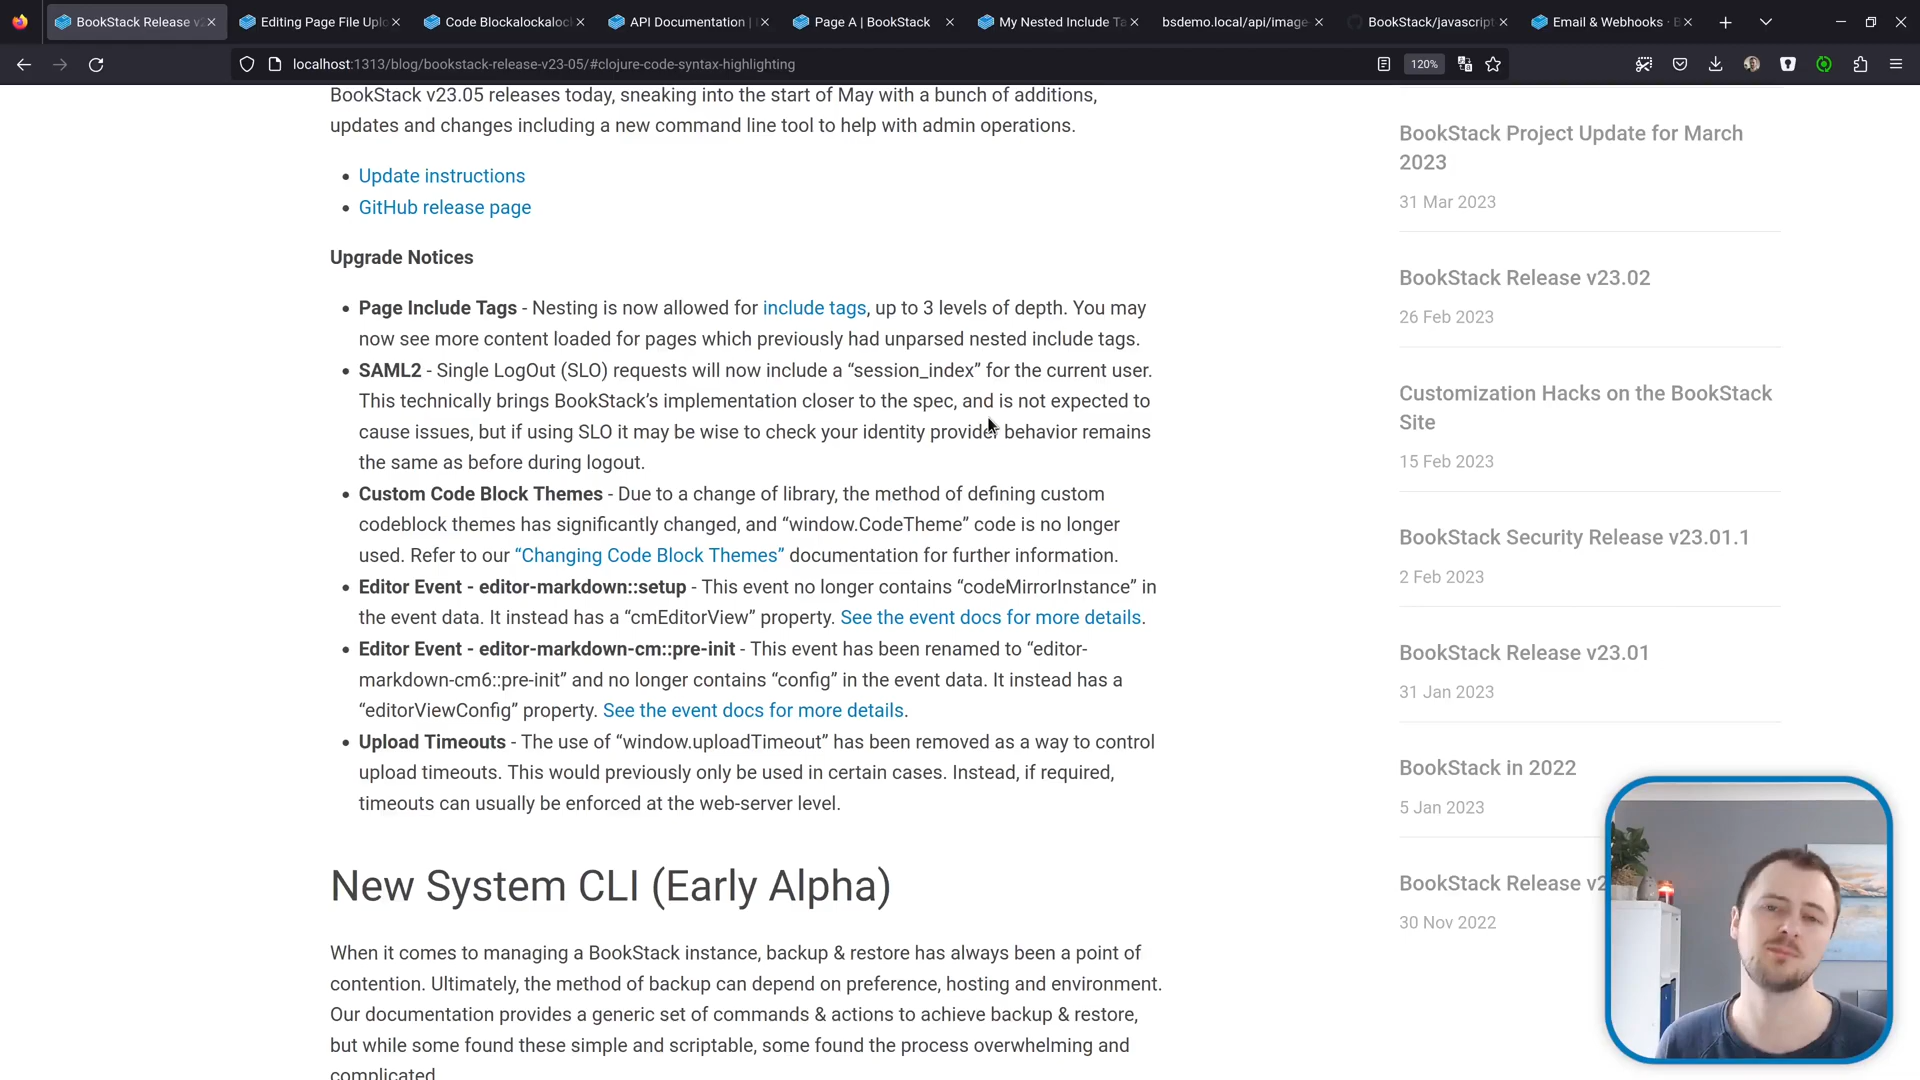 BookStack Release v2
Editing Page File Uplo
Code Blockalockaloc
API Documentation |
Page A | BookStack
My Nested Include Ta
bsdemo.local/api/image-
BookStack/javascript
Email & Webhooks · B
localhost:1313/blog/bookstack-release-v23-05/#clojure-code-syntax-highlighting
120%
BookStack v23.05 releases today, sneaking into the start of May with a bunch of additions,
updates and changes including a new command line tool to help with admin operations.
Update instructions
GitHub release page
Upgrade Notices
Page Include Tags - Nesting is now allowed for include tags, up to 3 levels of depth. You may
now see more content loaded for pages which previously had unparsed nested include tags.
SAML2 - Single LogOut (SLO) requests will now include a “session_index” for the current user.
This technically brings BookStack’s implementation closer to the spec, and is not expected to
cause issues, but if using SLO it may be wise to check your identity provider behavior remains
the same as before during logout.
Custom Code Block Themes - Due to a change of library, the method of defining custom
codeblock themes has significantly changed, and “window.CodeTheme” code is no longer
used. Refer to our “Changing Code Block Themes” documentation for further information.
Editor Event - editor-markdown::setup - This event no longer contains “codeMirrorInstance” in
the event data. It instead has a “cmEditorView” property. See the event docs for more details.
Editor Event - editor-markdown-cm::pre-init - This event has been renamed to “editor-
markdown-cm6::pre-init” and no longer contains “config” in the event data. It instead has a
“editorViewConfig” property. See the event docs for more details.
Upload Timeouts - The use of “window.uploadTimeout” has been removed as a way to control
upload timeouts. This would previously only be used in certain cases. Instead, if required,
timeouts can usually be enforced at the web-server level.
New System CLI (Early Alpha)
When it comes to managing a BookStack instance, backup & restore has always been a point of
contention. Ultimately, the method of backup can depend on preference, hosting and environment.
Our documentation provides a generic set of commands & actions to achieve backup & restore,
but while some found these simple and scriptable, some found the process overwhelming and
complicated.
BookStack Project Update for March
2023
31 Mar 2023
BookStack Release v23.02
26 Feb 2023
Customization Hacks on the BookStack
Site
15 Feb 2023
BookStack Security Release v23.01.1
2 Feb 2023
BookStack Release v23.01
31 Jan 2023
BookStack in 2022
5 Jan 2023
BookStack Release v2
30 Nov 2022